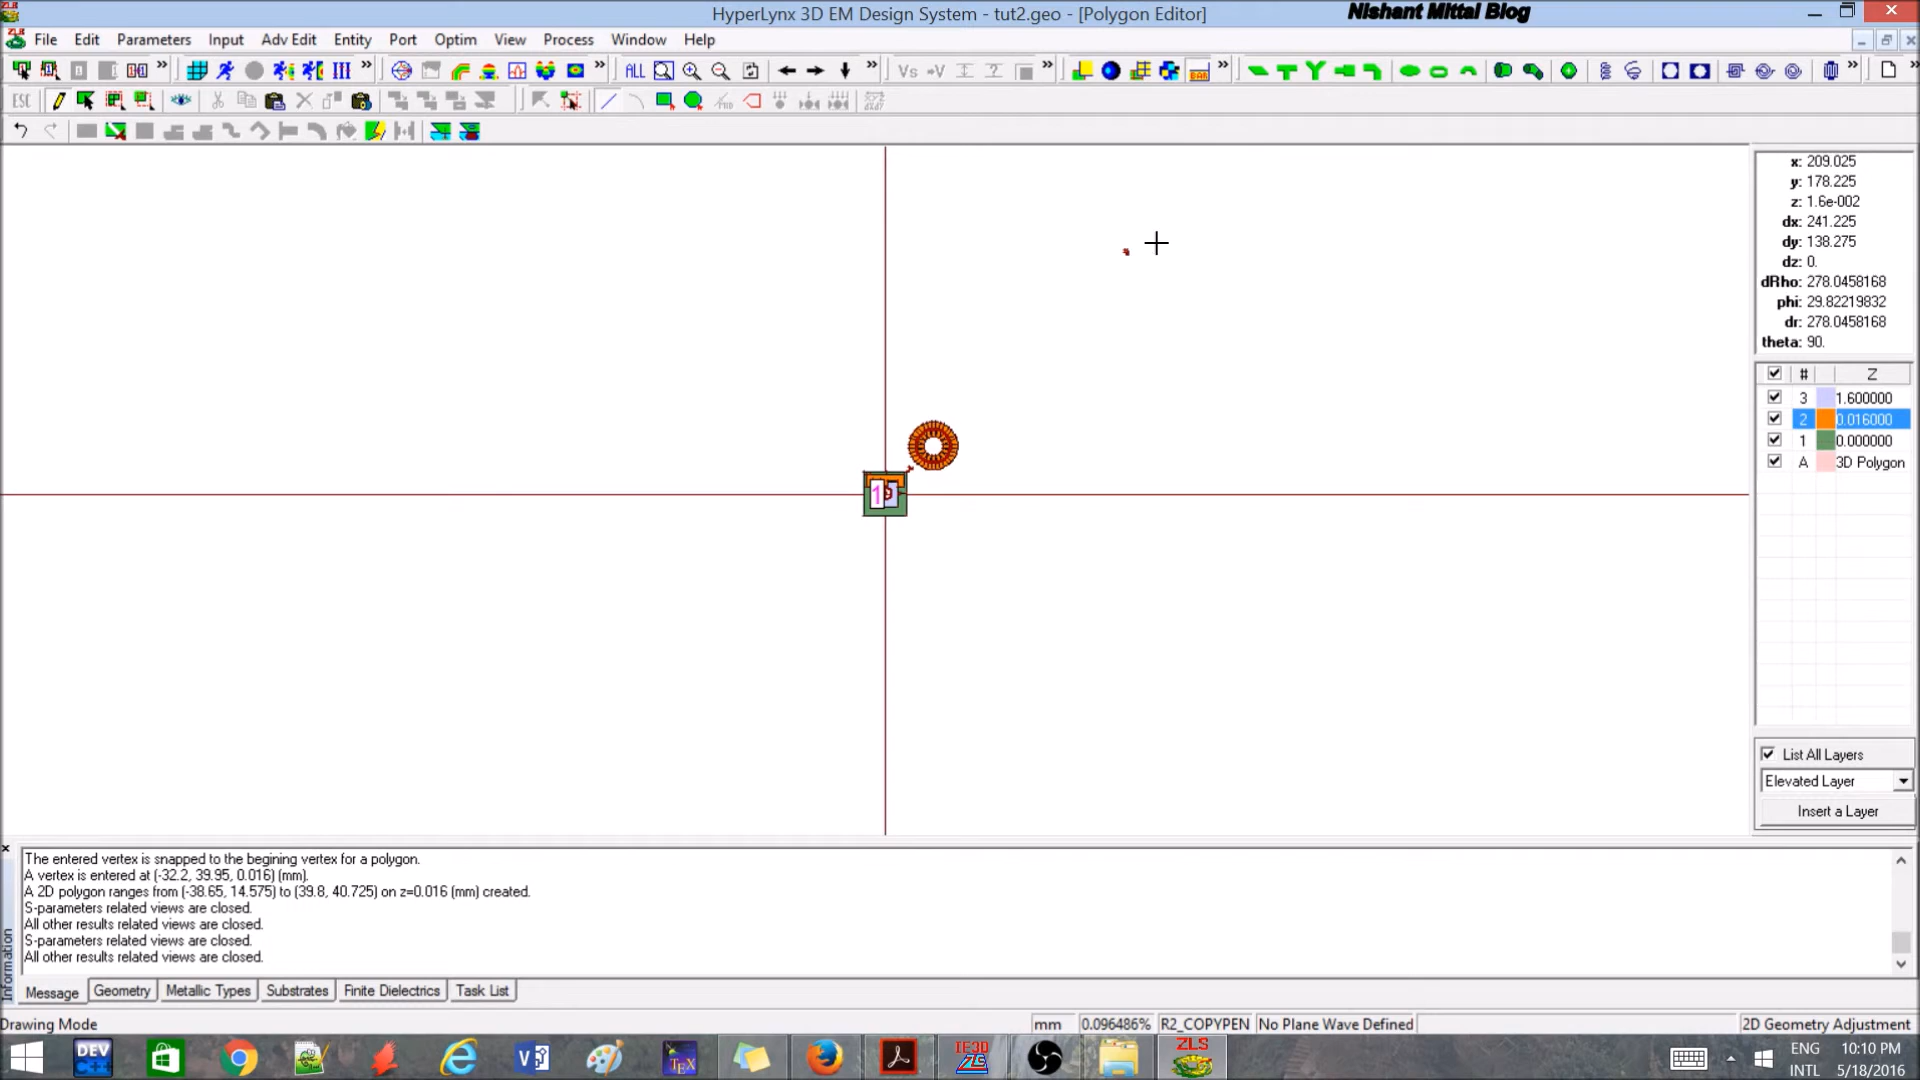 HyperLynx 3D EM Design System - tut2.geo - [Polygon Editor]
Nishant Mittal Blog
File Edit Parameters Input Adv Edit Entity Port Optim View Process Window Help
ALL
ESC
x: 209.025
y: 178.225
z: 1.6e-002
dx: 241.225
dy: 138.275
dz: 0.
dRho: 278.0458168
phi: 29.82219832
dr: 278.0458168
theta: 90.
# Z
3 1.600000
2 0.016000
1 0.000000
A 3D Polygon
1
List All Layers
Elevated Layer
Insert a Layer
The entered vertex is snapped to the begining vertex for a polygon.
A vertex is entered at (-32.2, 39.95, 0.016) (mm).
A 2D polygon ranges from (-38.65, 14.575) to (39.8, 40.725) on z=0.016 (mm) created.
S-parameters related views are closed.
All other results related views are closed.
S-parameters related views are closed.
All other results related views are closed.
Information
Message Geometry Metallic Types Substrates Finite Dielectrics Task List
Drawing Mode mm 0.096486% R2_COPYPEN No Plane Wave Defined 2D Geometry Adjustment
DEV C++ TEX IE3D ZLS
ENG 10:10 PM
INTL 5/18/2016